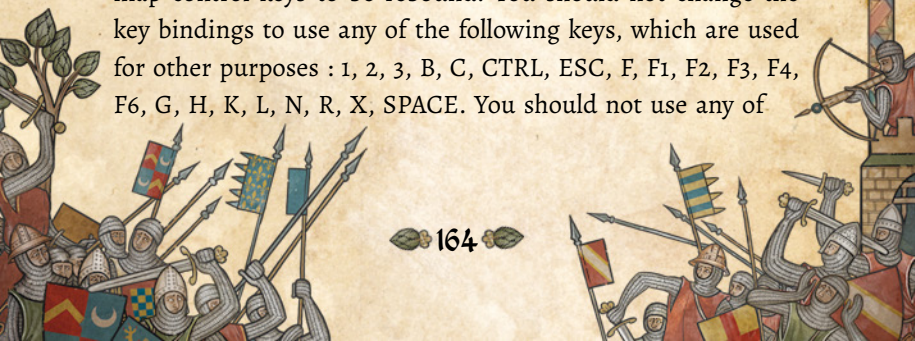 key bindings to use any of the following keys, which are used
for other purposes : 1, 2, 3, B, C, CTRL, ESC, F, F1, F2, F3, F4,
F6, G, H, K, L, N, R, X, SPACE. You should not use any of
164